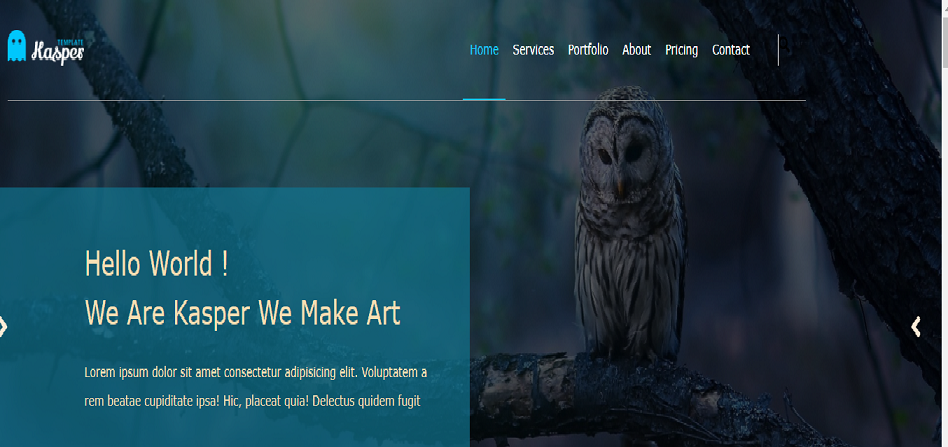 TEMPLATE
Kasper
Home Services Portfolio About Pricing Contact
Hello World !
We Are Kasper We Make Art
Lorem ipsum dolor sit amet consectetur adipisicing elit. Voluptatem a
rem beatae cupiditate ipsa! Hic, placeat quia! Delectus quidem fugit